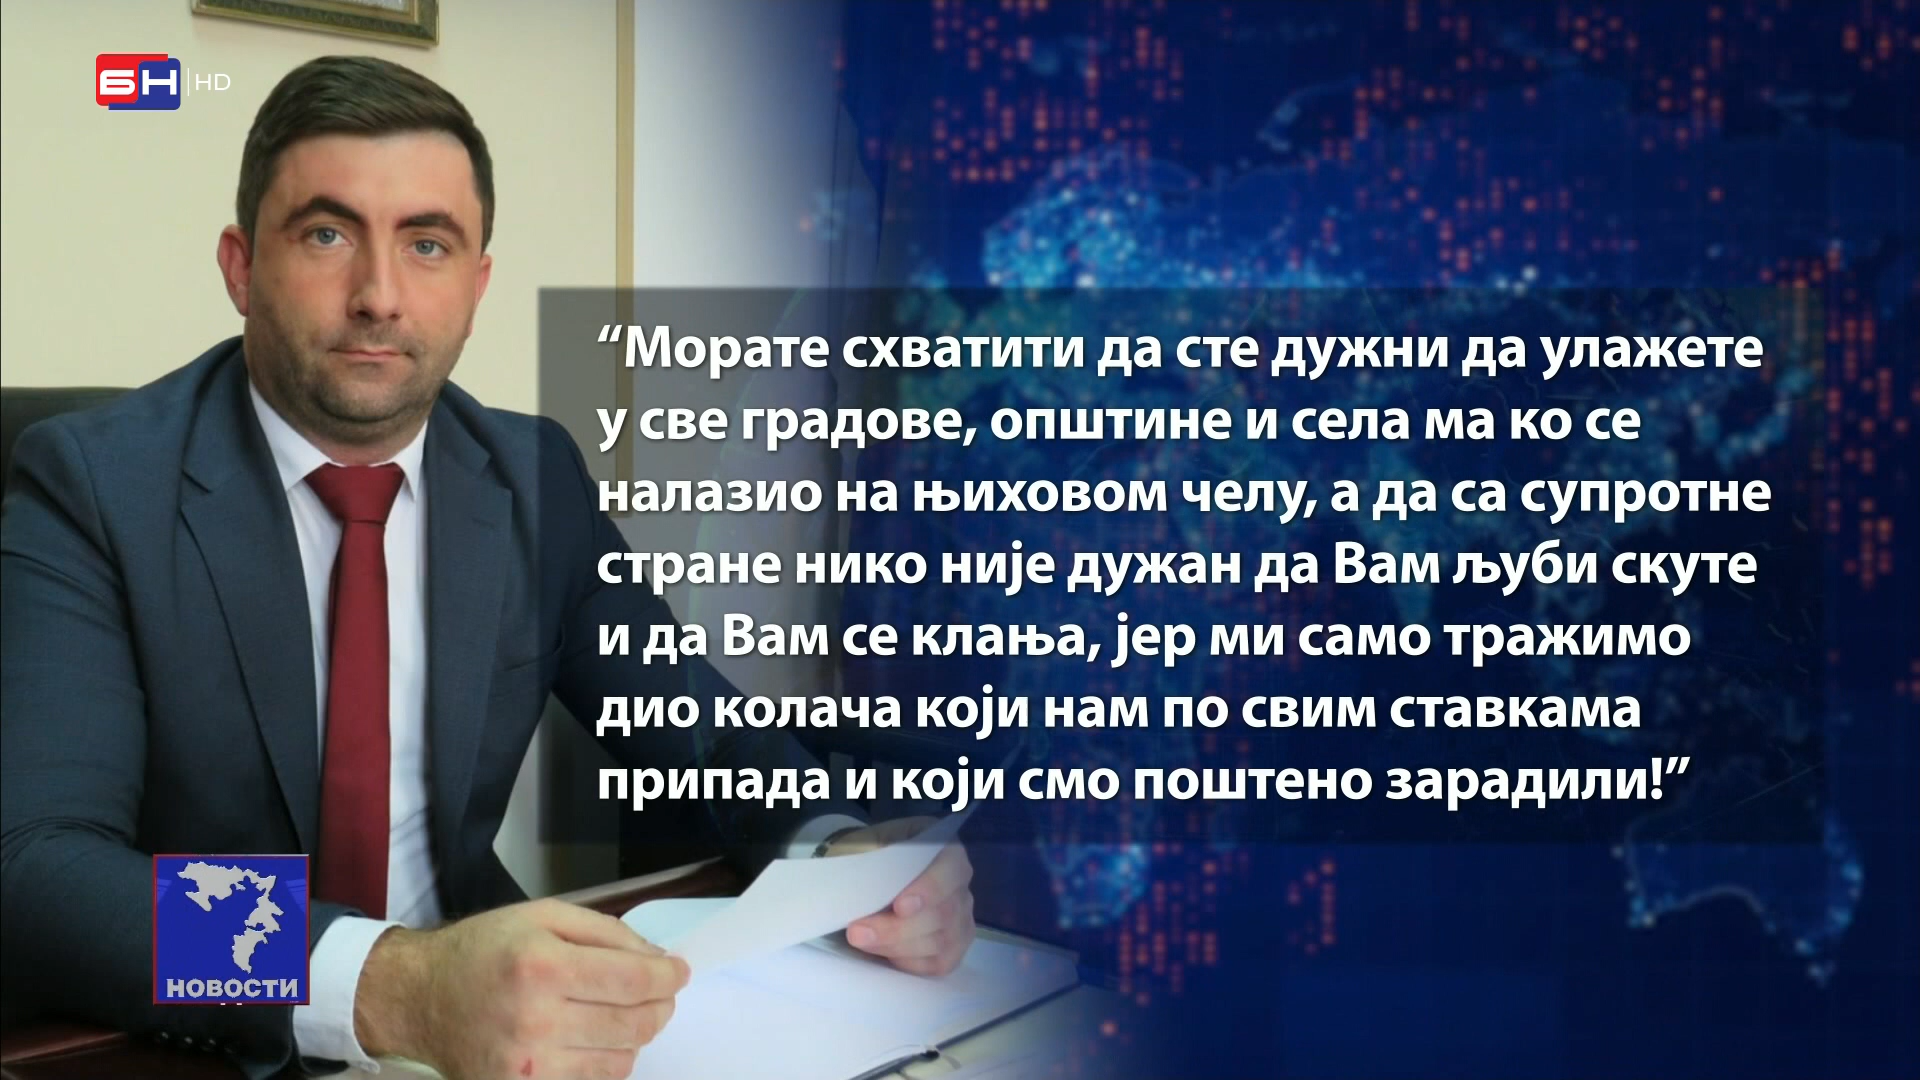 БН HD
“Морате схватити да сте дужни да улажете
у све градове, општине и села ма ко се
налазио на њиховом челу, а да са супротне
стране нико није дужан да Вам љуби скуте
и да Вам се клања, јер ми само тражимо
дио колача који нам по свим ставкама
припада и који смо поштено зарадили!”
НОВОСТИ